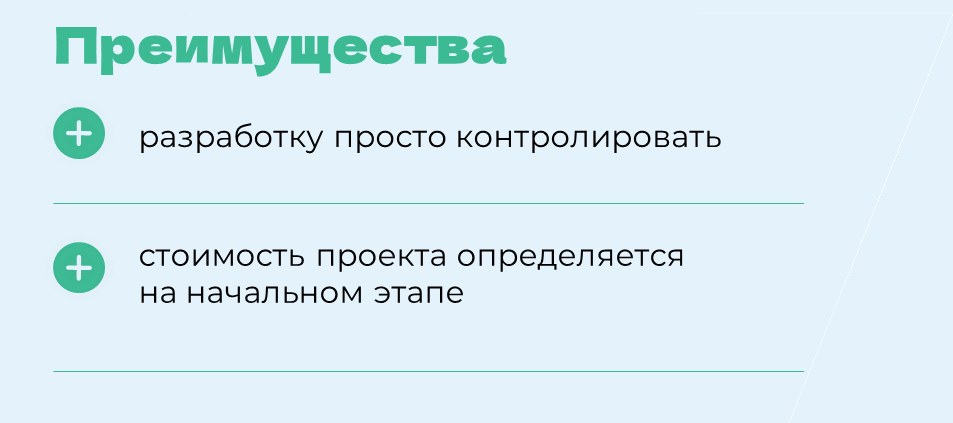 Преимущества
разработку просто контролировать
стоимость проекта определяется
на начальном этапе